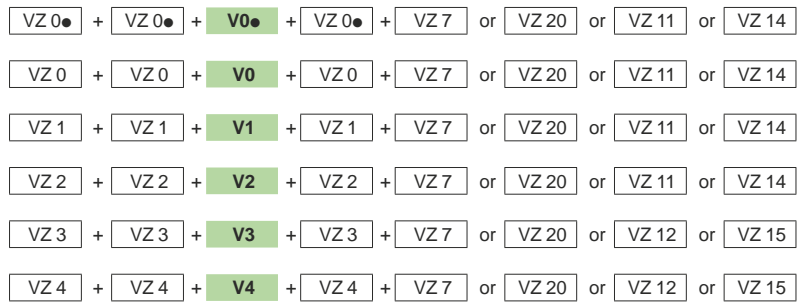 VZ 0● + VZ 0● + V0● + VZ 0● + VZ 7 or VZ 20 or VZ 11 or VZ 14
VZ 0 + VZ 0 + V0 + VZ 0 + VZ 7 or VZ 20 or VZ 11 or VZ 14
VZ 1 + VZ 1 + V1 + VZ 1 + VZ 7 or VZ 20 or VZ 11 or VZ 14
VZ 2 + VZ 2 + V2 + VZ 2 + VZ 7 or VZ 20 or VZ 11 or VZ 14
VZ 3 + VZ 3 + V3 + VZ 3 + VZ 7 or VZ 20 or VZ 12 or VZ 15
VZ 4 + VZ 4 + V4 + VZ 4 + VZ 7 or VZ 20 or VZ 12 or VZ 15